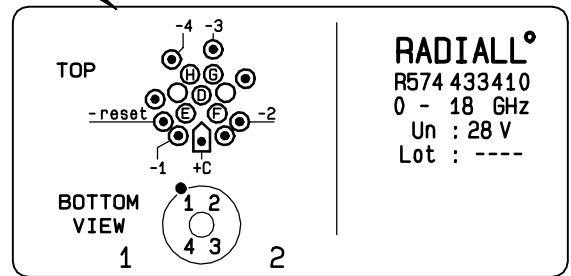 -4 -3
TOP
H G
D
-reset E F -2
-1 +C
BOTTOM
VIEW
1 2
4 3
1 2
RADIALL°
R574 433410
0 - 18 GHz
Un : 28 V
Lot : ----